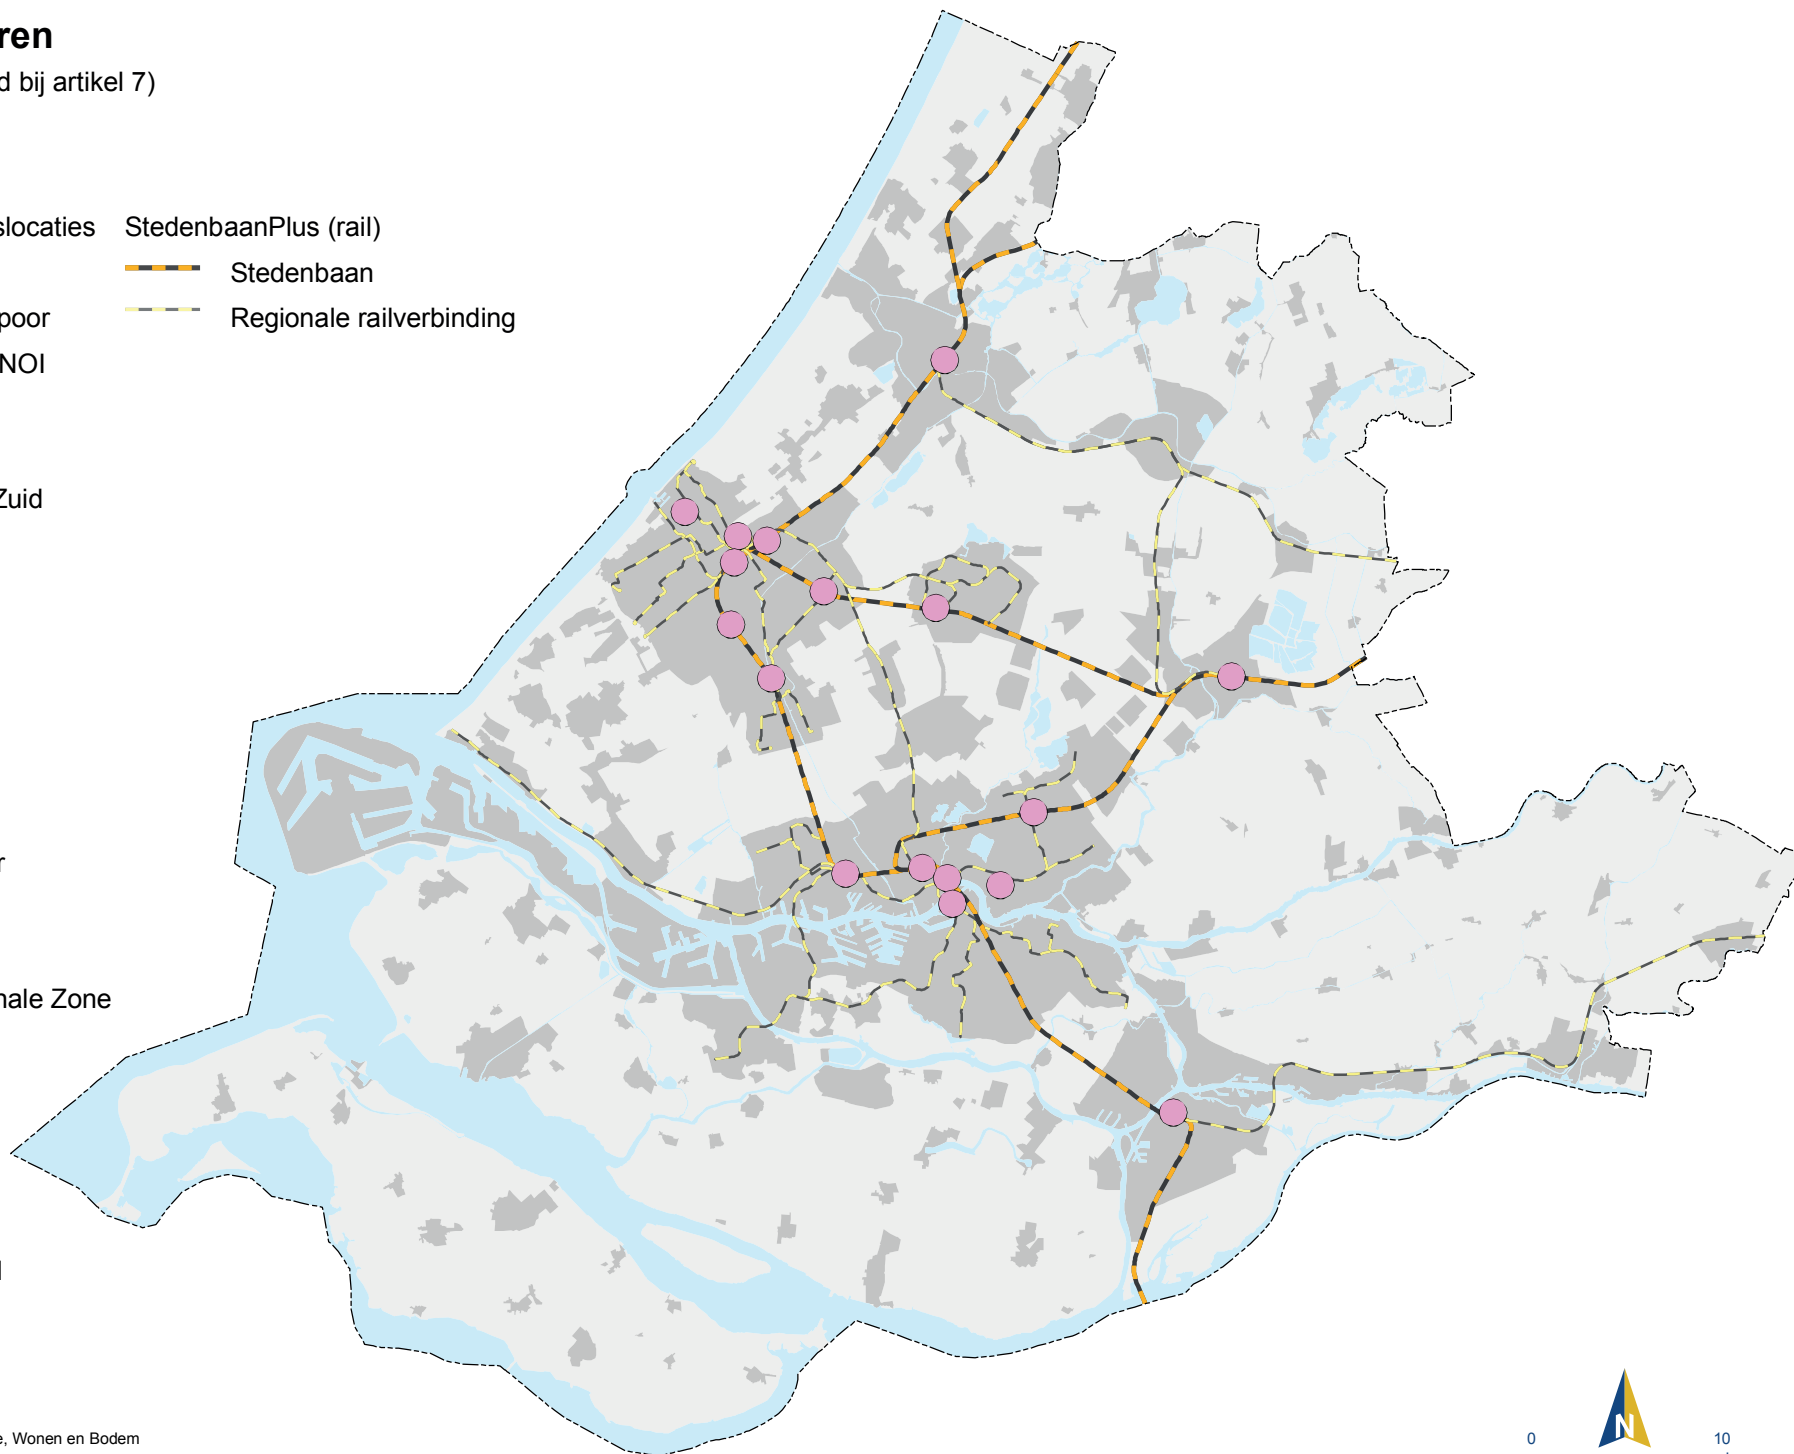 ren
d bij artikel 7)
slocaties StedenbaanPlus (rail)
Stedenbaan
poor Regionale railverbinding
NOI
Zuid
r
nale Zone
l
e, Wonen en Bodem
0 N 10